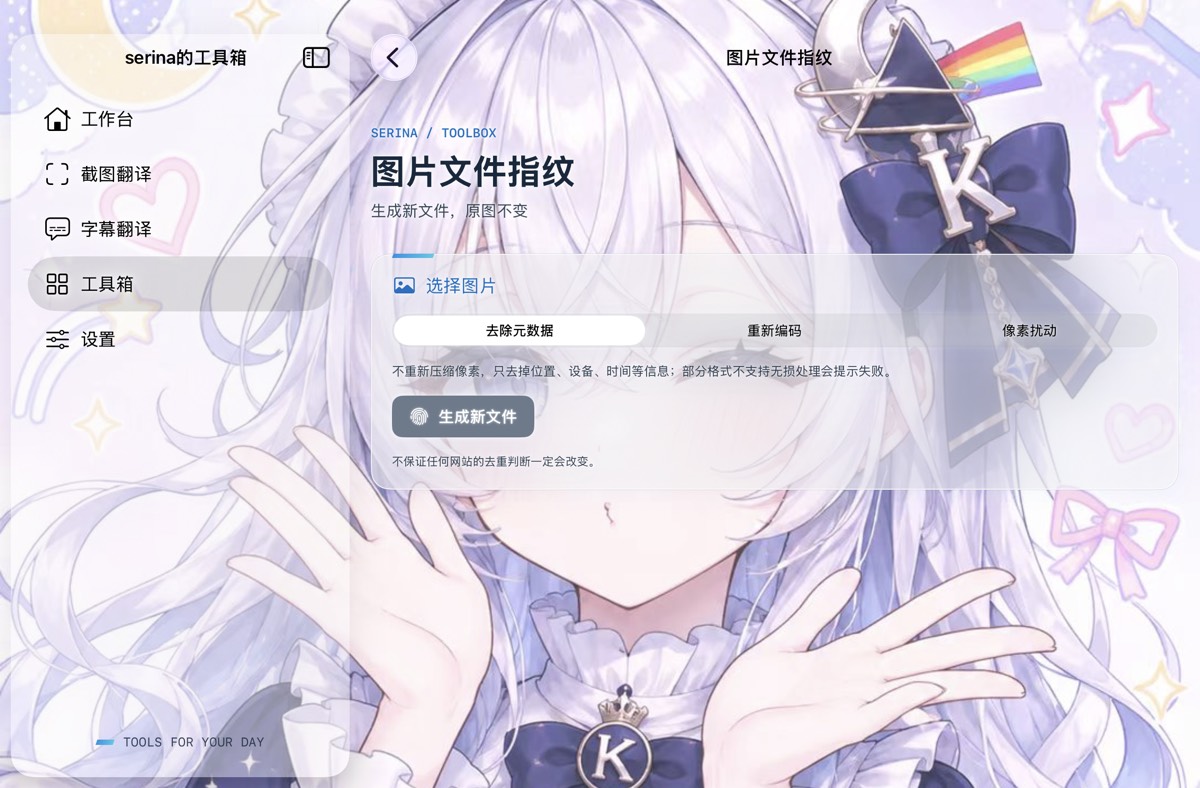 serina的工具箱
图片文件指纹
工作台
截图翻译
字幕翻译
工具箱
设置
SERINA / TOOLBOX
图片文件指纹
生成新文件，原图不变
选择图片
去除元数据
重新编码
像素扰动
不重新压缩像素，只去掉位置、设备、时间等信息；部分格式不支持无损处理会提示失败。
生成新文件
不保证任何网站的去重判断一定会改变。
K
K
TOOLS FOR YOUR DAY